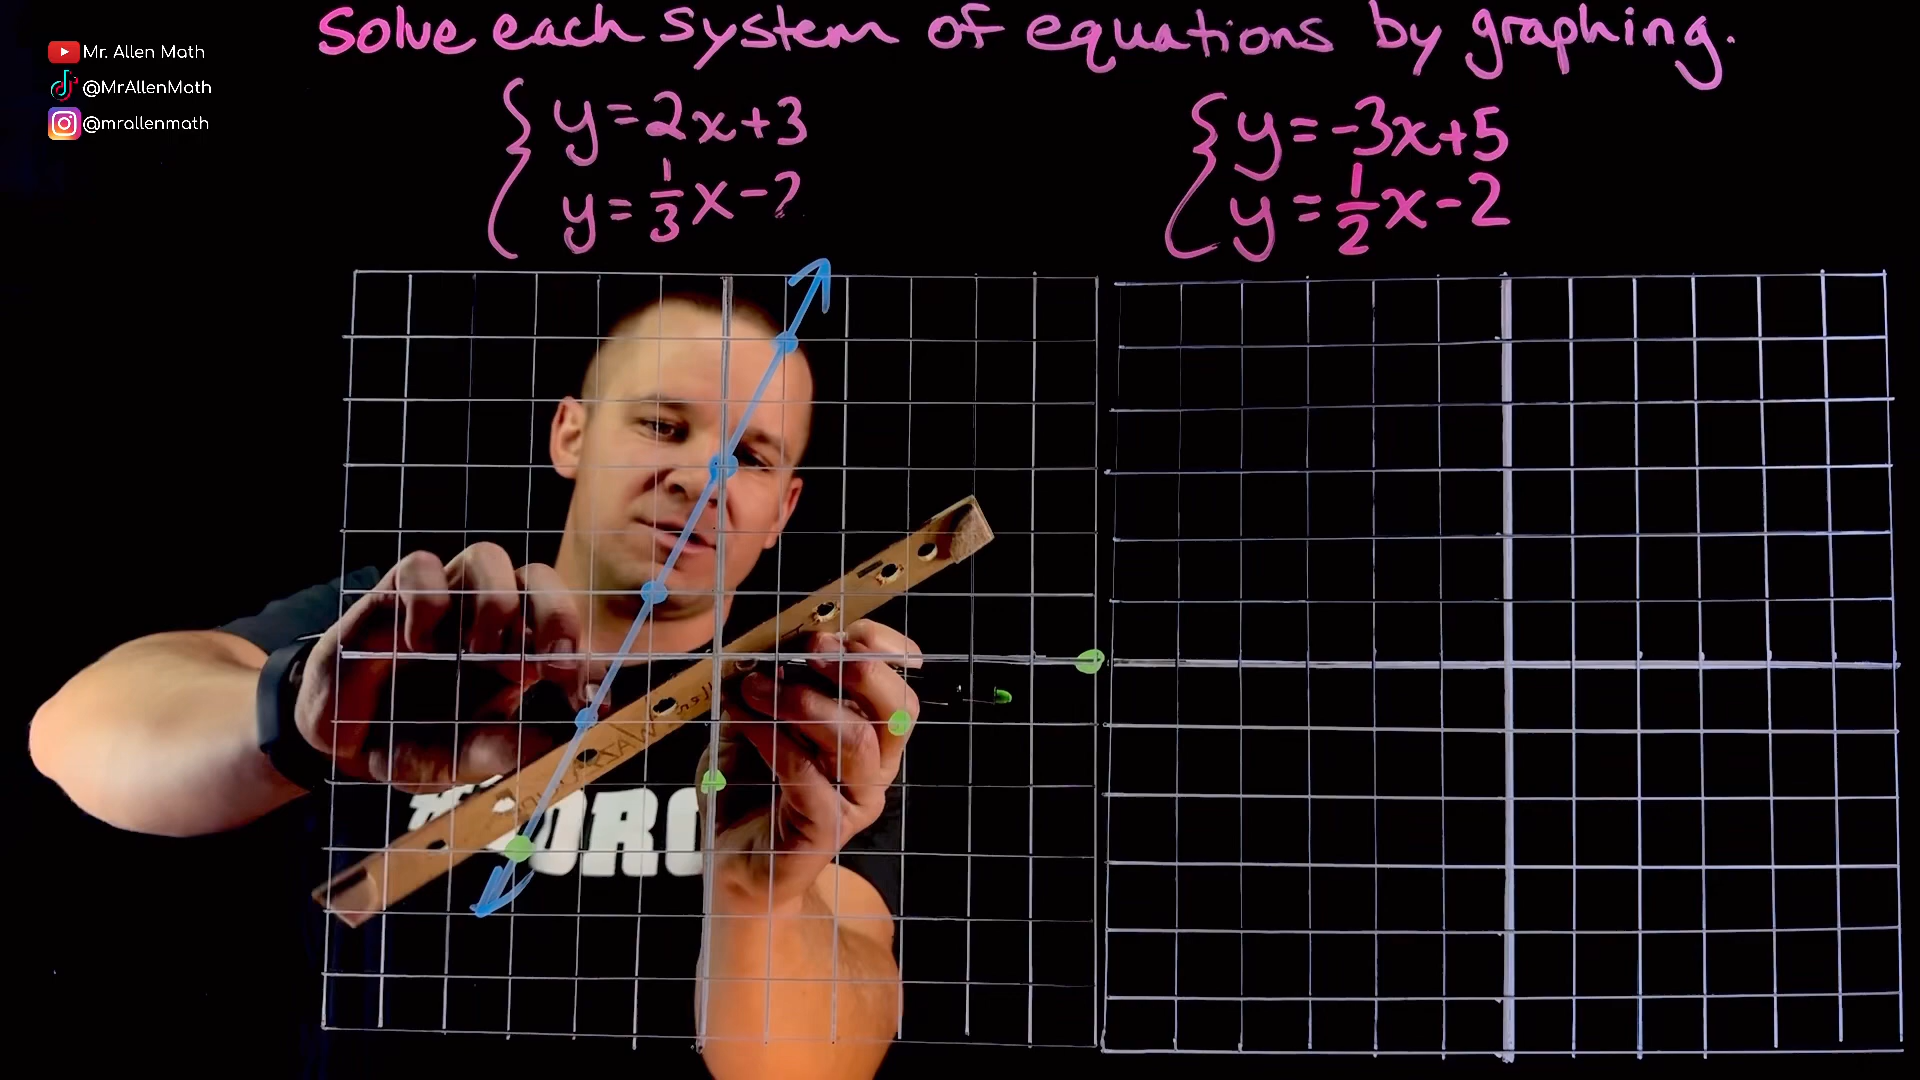 Solve each system of equations by graphing.
Mr. Allen Math
@MrAllenMath
@mrallenmath
y=2x+3
y=1/3x-2
y=-3x+5
y=1/2x-2